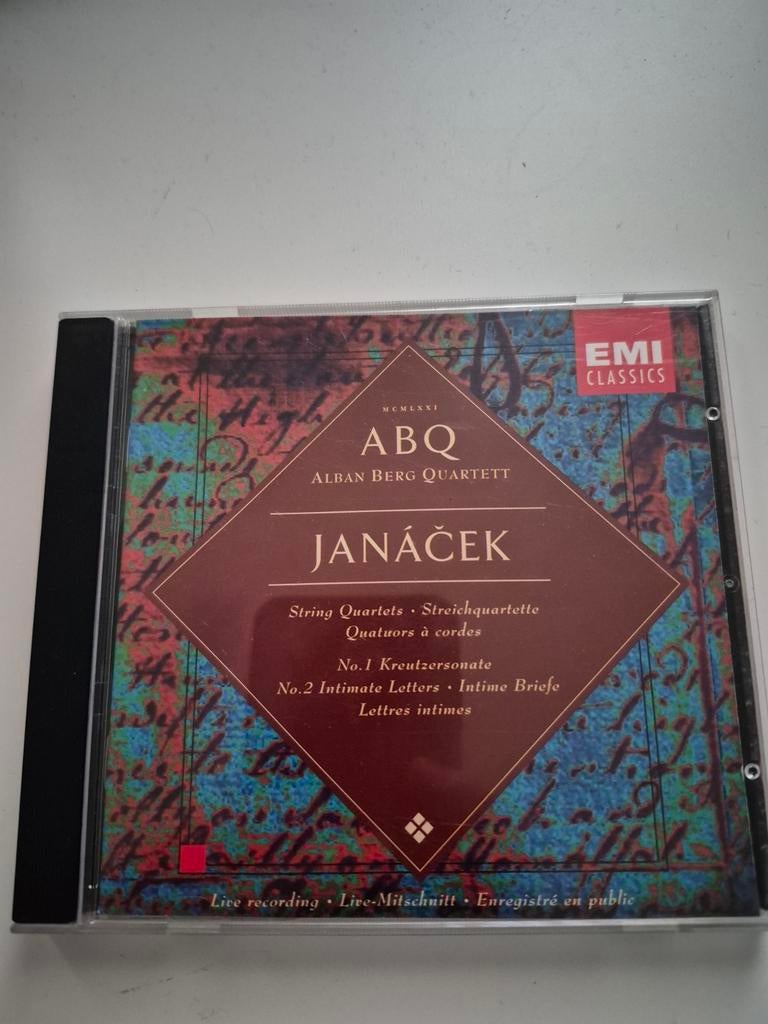 EMI
CLASSICS
MCMLXXI
ABQ
ALBAN BERG QUARTETT
JANÁČEK
String Quartets · Streichquartette
Quatuors à cordes
No.1 Kreutzersonate
No.2 Intimate Letters · Intime Briefe
Lettres intimes
Live recording · Live-Mitschnitt · Enregistré en public